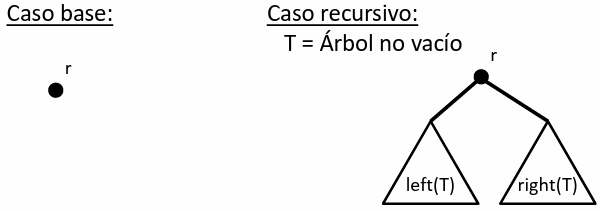 Caso base:
r
Caso recursivo:
T = Árbol no vacío
r
left(T)
right(T)